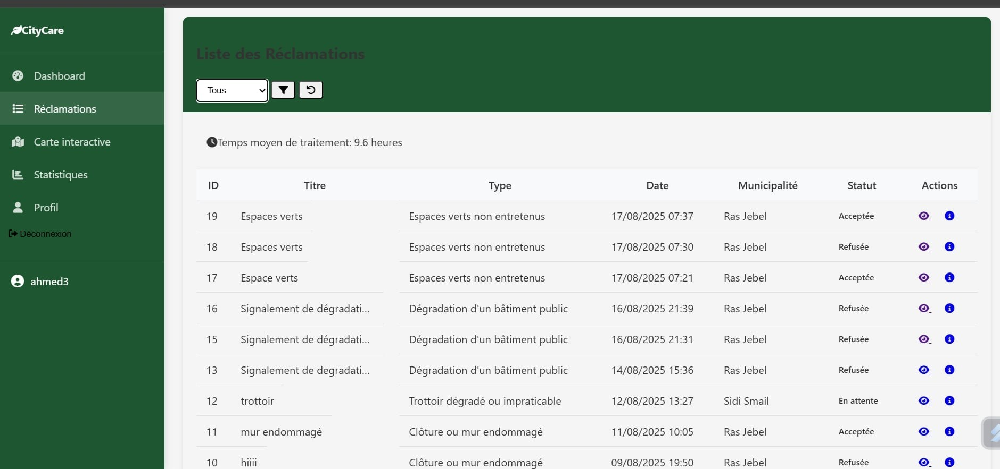 CityCare
Dashboard
Réclamations
Carte interactive
Statistiques
Profil
Déconnexion
ahmed3
Liste des Réclamations
Tous
Temps moyen de traitement: 9.6 heures
ID Titre Type Date Municipalité Statut Actions
19 Espaces verts Espaces verts non entretenus 17/08/2025 07:37 Ras Jebel Acceptée
18 Espaces verts Espaces verts non entretenus 17/08/2025 07:30 Ras Jebel Refusée
17 Espace verts Espaces verts non entretenus 17/08/2025 07:21 Ras Jebel Acceptée
16 Signalement de dégradati... Dégradation d'un bâtiment public 16/08/2025 21:39 Ras Jebel Refusée
15 Signalement de dégradati... Dégradation d'un bâtiment public 16/08/2025 21:31 Ras Jebel Refusée
13 Signalement de degradati... Dégradation d'un bâtiment public 14/08/2025 15:36 Ras Jebel Refusée
12 trottoir Trottoir dégradé ou impraticable 12/08/2025 13:27 Sidi Smail En attente
11 mur endommagé Clôture ou mur endommagé 11/08/2025 10:05 Ras Jebel Acceptée
10 hiiii Clôture ou mur endommagé 09/08/2025 19:50 Ras Jebel Refusée